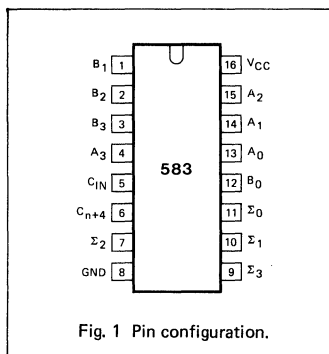 B1 1 16 VCC
B2 2 15 A2
B3 3 14 A1
A3 4 13 A0
583
CIN 5 12 B0
Cn+4 6 11 Σ0
Σ2 7 10 Σ1
GND 8 9 Σ3
Fig. 1 Pin configuration.